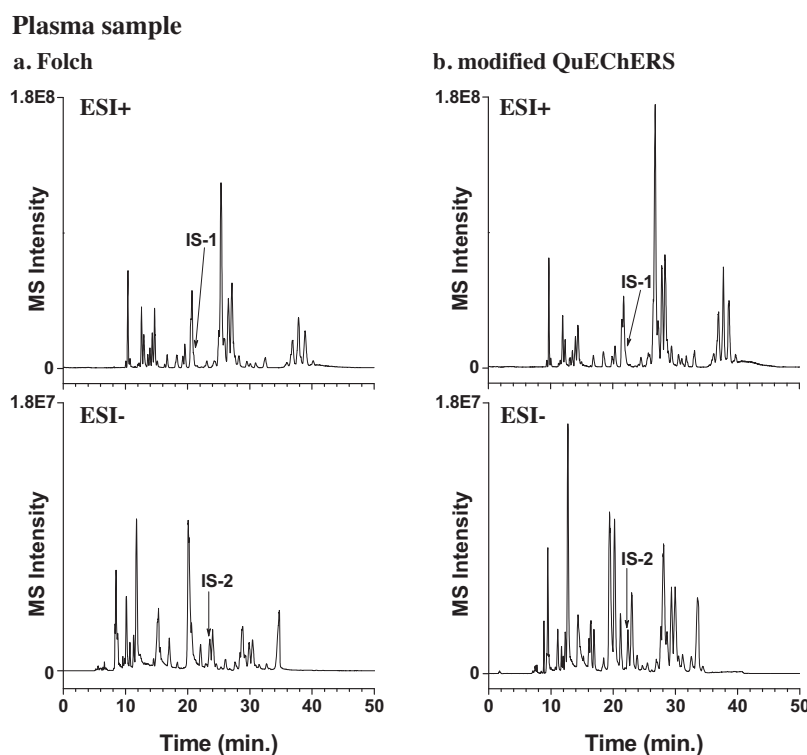 Plasma sample
a. Folch
b. modified QuEChERS
1.8E8
ESI+
MS Intensity
IS-1
0
1.8E8
ESI+
MS Intensity
IS-1
0
1.8E7
ESI-
MS Intensity
IS-2
0
0 10 20 30 40 50
Time (min.)
1.8E7
ESI-
MS Intensity
IS-2
0
0 10 20 30 40 50
Time (min.)